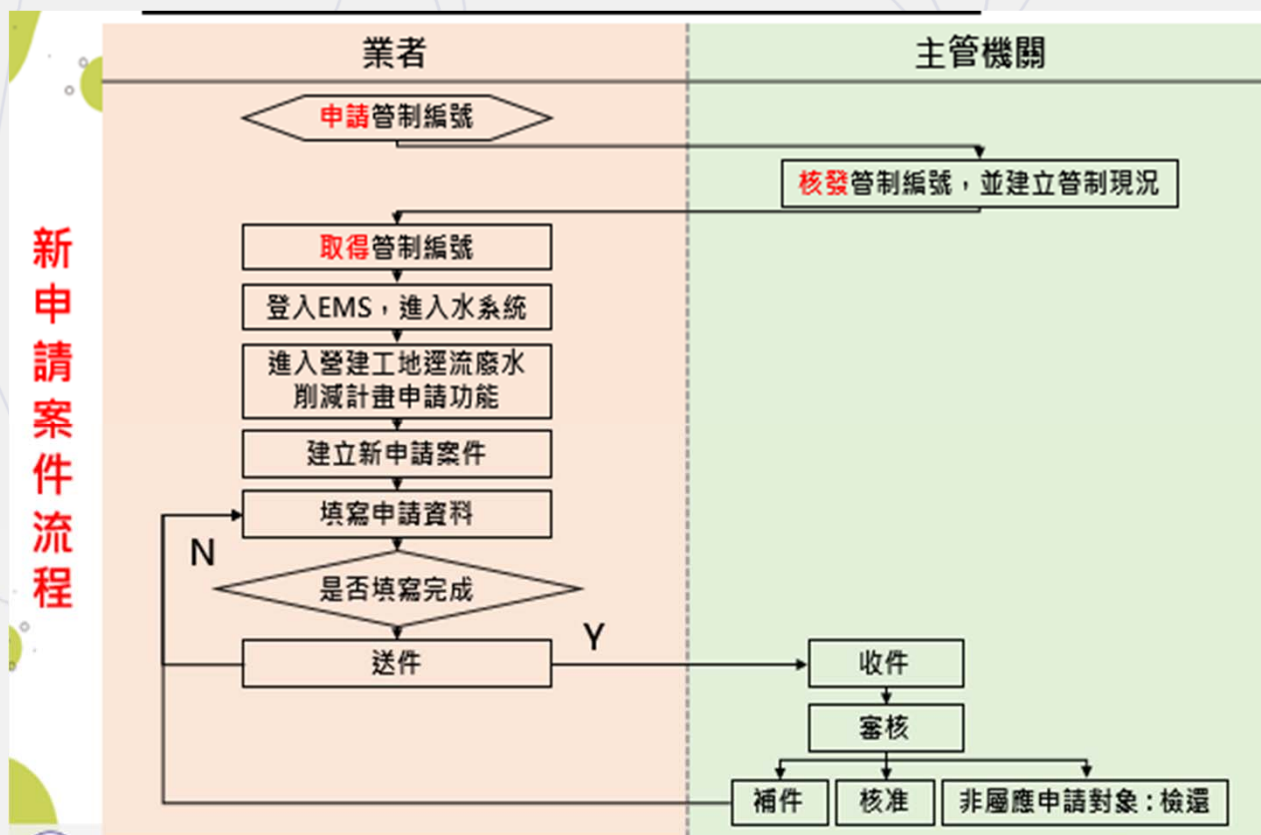 新申請案件流程
業者
主管機關
申請管制編號
核發管制編號，並建立管制現況
取得管制編號
登入EMS，進入水系統
進入營建工地逕流廢水
削減計畫申請功能
建立新申請案件
填寫申請資料
N
是否填寫完成
Y
送件
收件
審核
補件
核准
非屬應申請對象：檢還